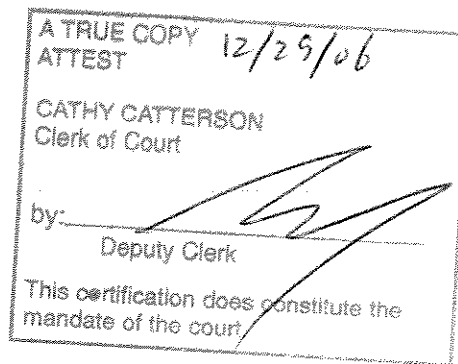 A TRUE COPY 12/29/06
ATTEST
CATHY CATTERSON
Clerk of Court
by:
Deputy Clerk
This certification does constitute the
mandate of the court